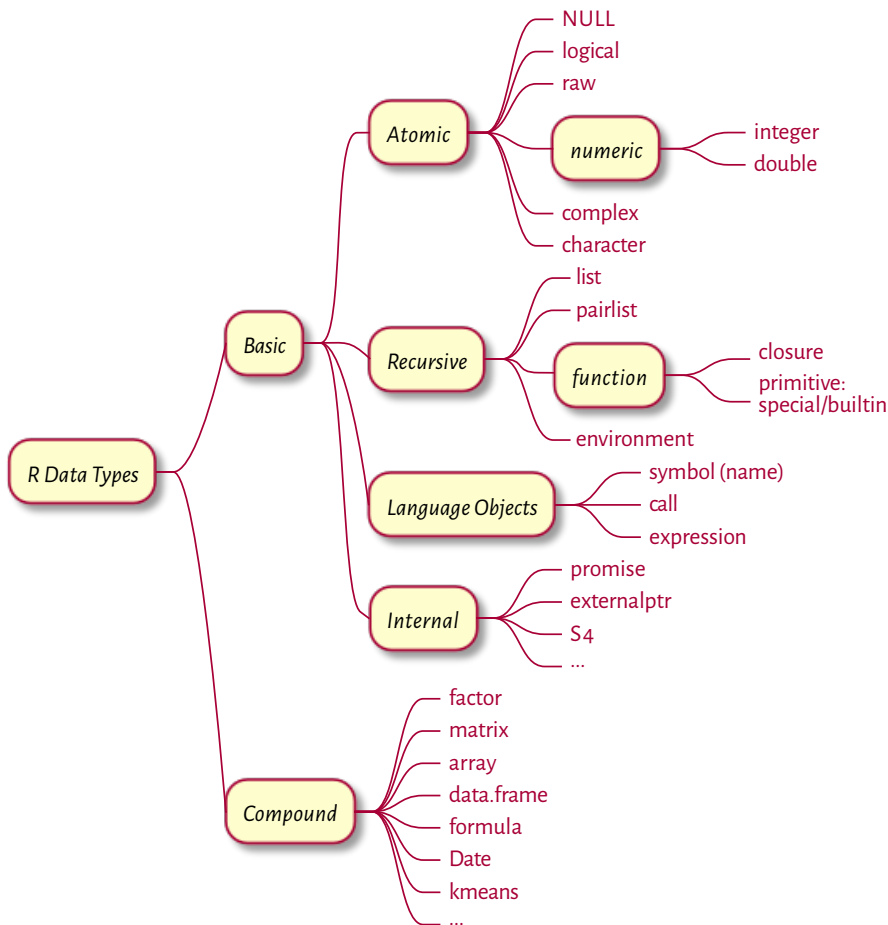 NULL
logical
raw
Atomic
numeric
integer
double
complex
character
list
pairlist
Basic
Recursive
function
closure
primitive:
special/builtin
environment
R Data Types
Language Objects
symbol (name)
call
expression
promise
externalptr
Internal
S4
...
factor
matrix
array
data.frame
Compound
formula
Date
kmeans
...